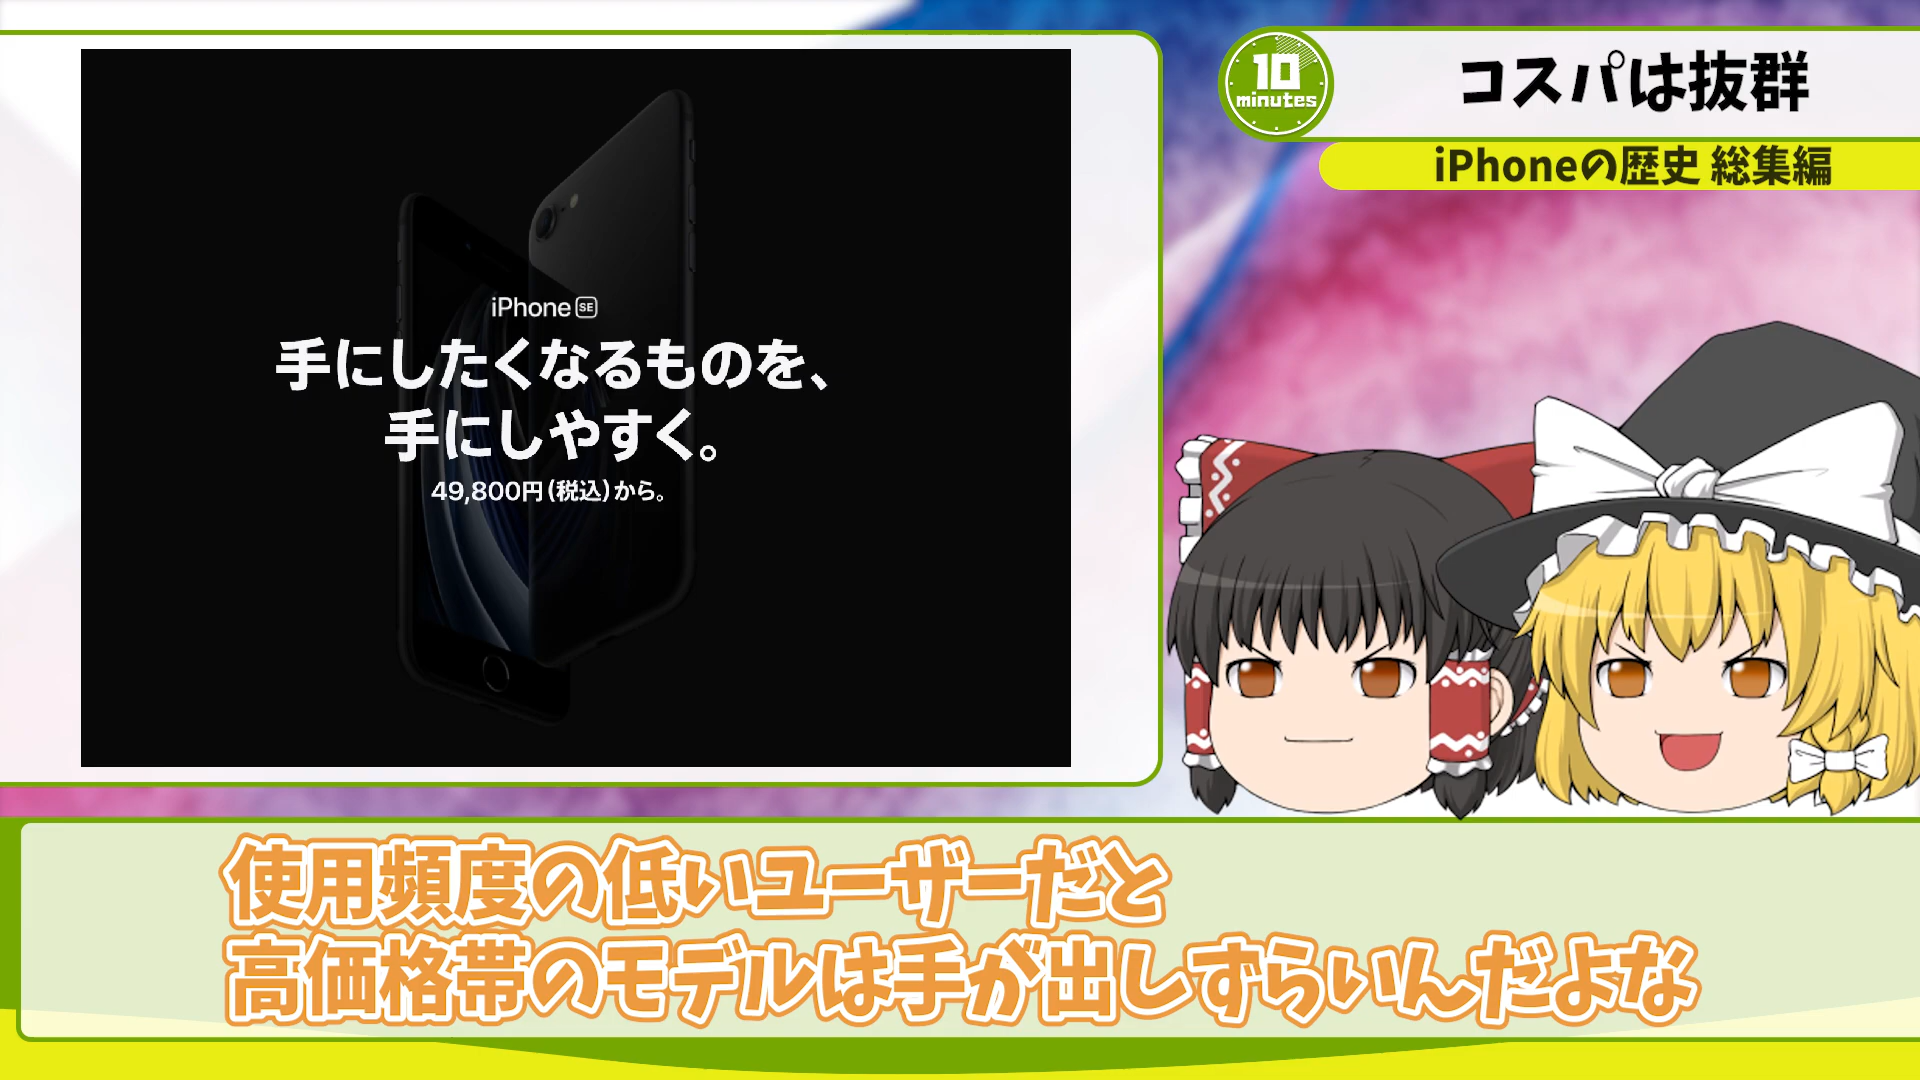 10
minutes
コスパは抜群
iPhoneの歴史 総集編
iPhone SE
手にしたくなるものを、
手にしやすく。
49,800円(税込)から。
使用頻度の低いユーザーだと
高価格帯のモデルは手が出しずらいんだよな